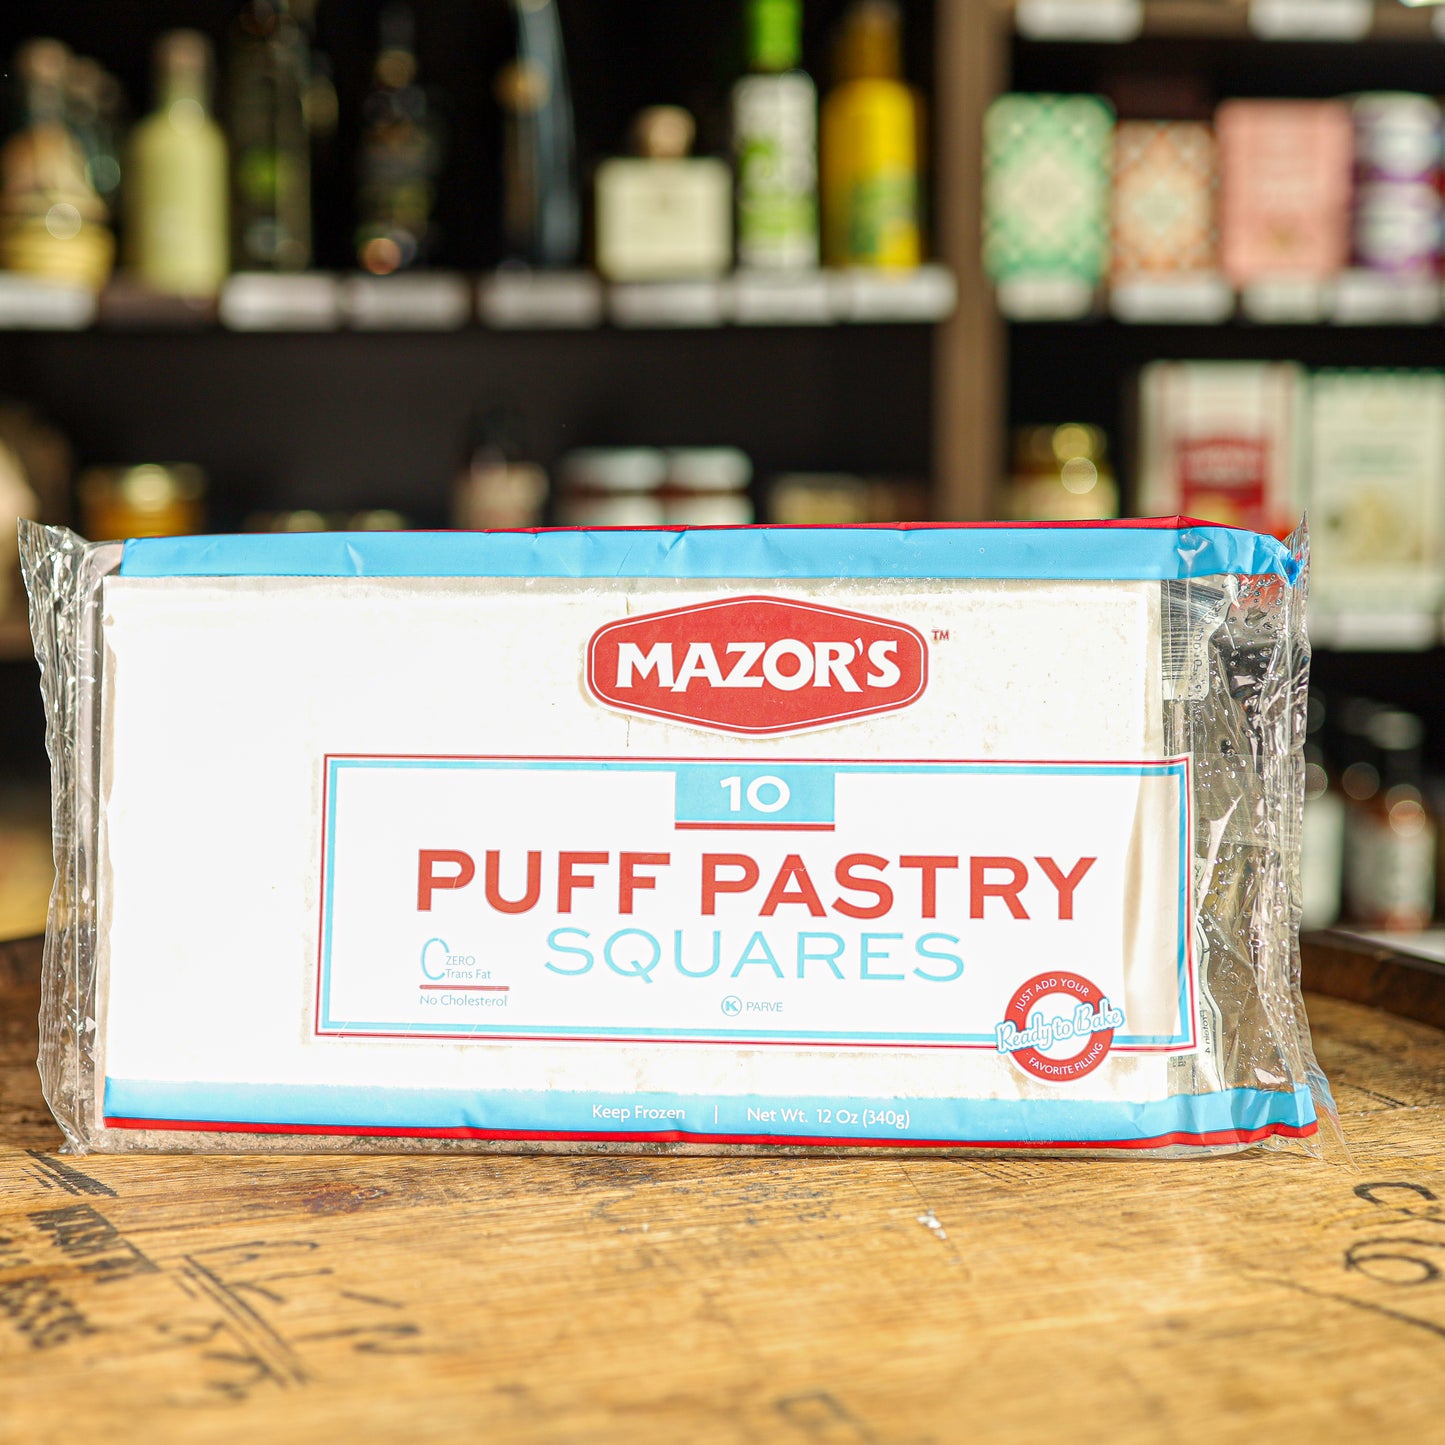 MAZOR'S™
10
PUFF PASTRY
SQUARES
ZERO
Trans Fat
No Cholesterol
K PARVE
JUST ADD YOUR
Ready to Bake
FAVORITE FILLING
Keep Frozen | Net Wt. 12 Oz (340g)